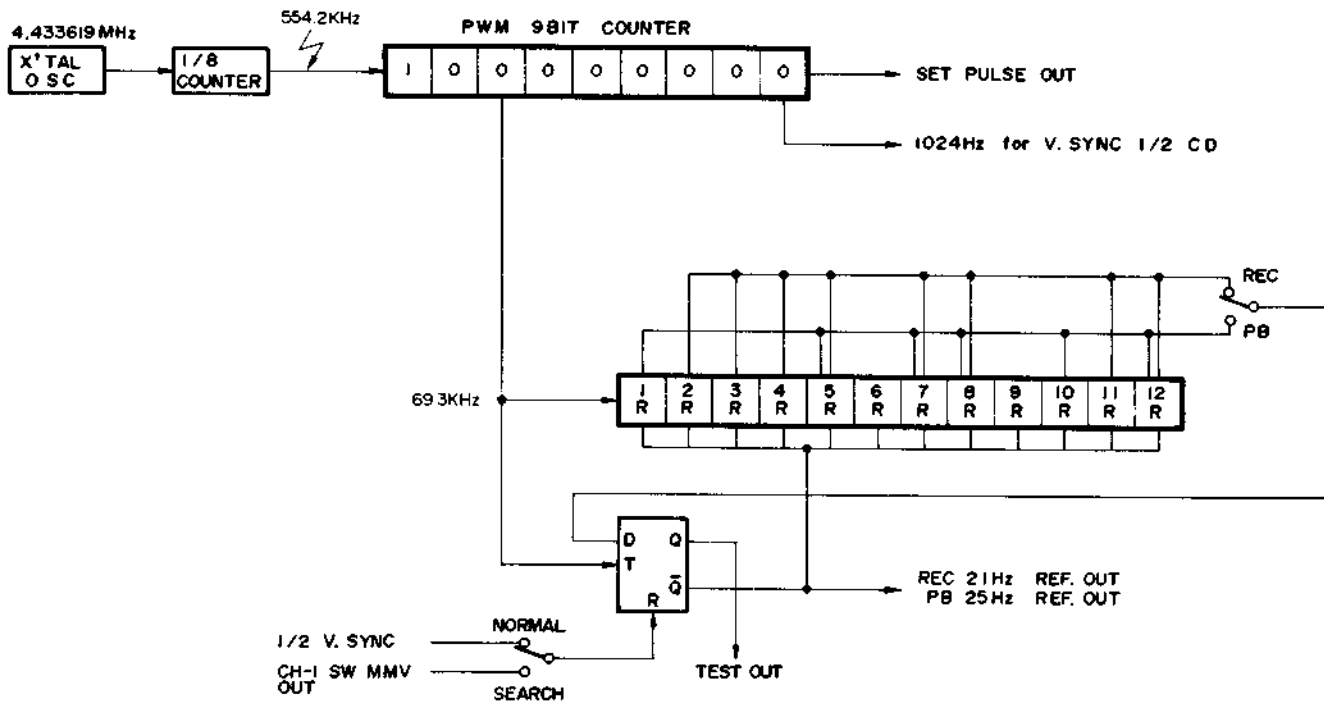 554.2KHz
PWM 9BIT COUNTER
4,433619MHz
X'TAL
OSC
1/8
COUNTER
1 0 0 0 0 0 0 0 0
SET PULSE OUT
1024Hz for V. SYNC 1/2 CD
REC
PB
69.3KHz
1 2 3 4 5 6 7 8 9 10 11 12
R R R R R R R R R R R R
D Q
T
R Q̅
REC 21Hz REF. OUT
PB 25Hz REF. OUT
NORMAL
1/2 V. SYNC
CH-1 SW MMV
OUT
SEARCH
TEST OUT